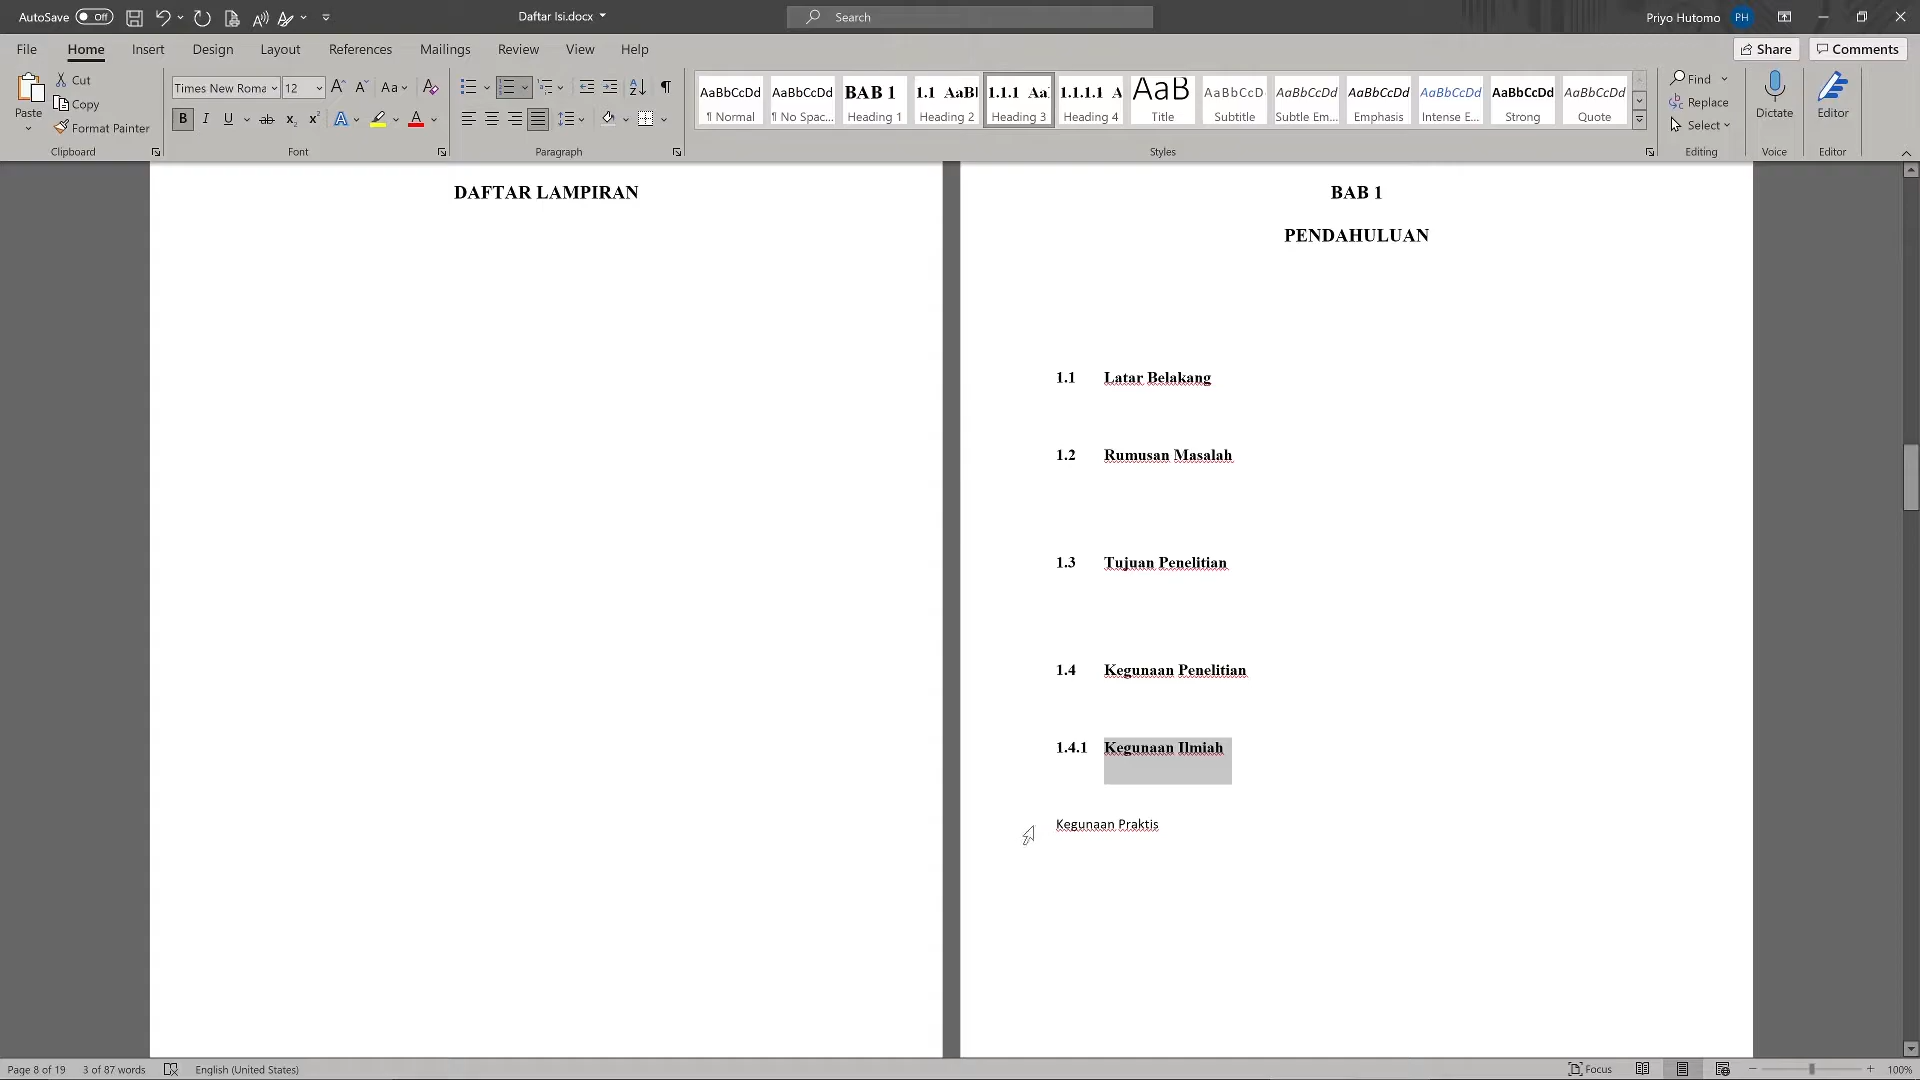 AutoSave Off Daftar Isi.docx Search Priyo Hutomo PH
File Home Insert Design Layout References Mailings Review View Help Share Comments
Paste
Cut
Copy
Format Painter
Clipboard
Times New Roma 12
Font
Paragraph
AaBbCcDd AaBbCcDd BAB 1 1.1 AaBl 1.1.1 Aa 1.1.1.1 A AaB AaBbCcD AaBbCcDd AaBbCcDd AaBbCcDd AaBbCcDd AaBbCcDd
¶ Normal ¶ No Spac... Heading 1 Heading 2 Heading 3 Heading 4 Title Subtitle Subtle Em... Emphasis Intense E... Strong Quote
Styles
Find
Replace
Select
Editing
Dictate
Voice
Editor
Editor
DAFTAR LAMPIRAN
BAB 1
PENDAHULUAN
1.1 Latar Belakang
1.2 Rumusan Masalah
1.3 Tujuan Penelitian
1.4 Kegunaan Penelitian
1.4.1 Kegunaan Ilmiah
Kegunaan Praktis
Page 8 of 19 3 of 87 words English (United States) Focus 100%